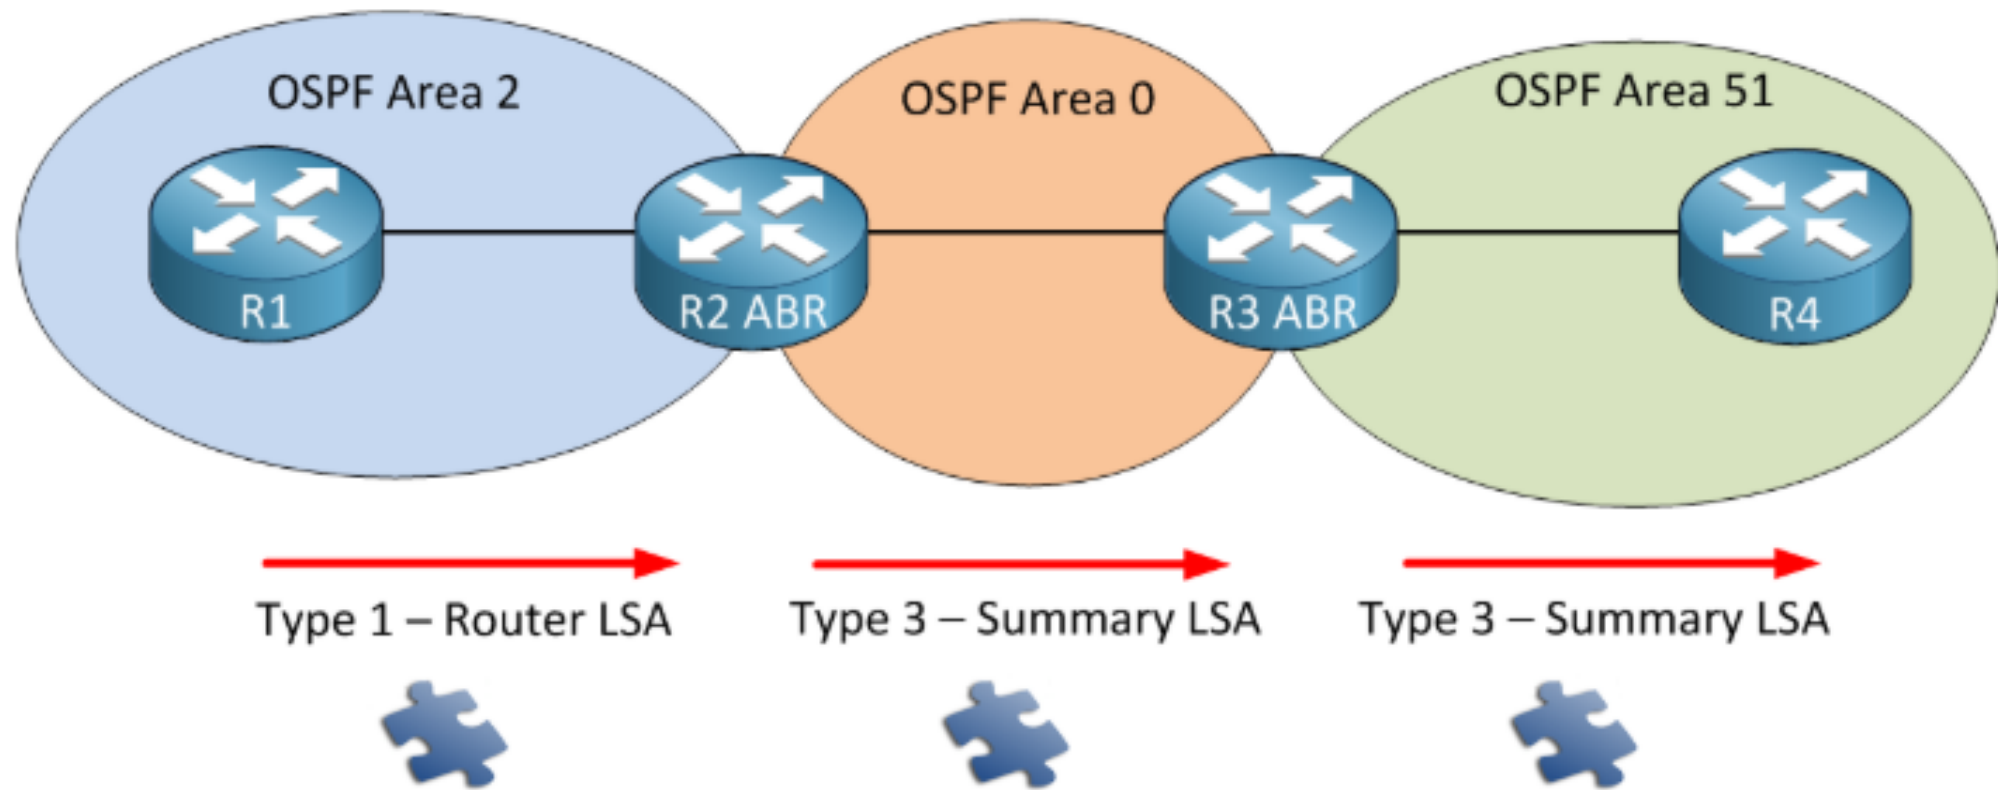 OSPF Area 2
OSPF Area 0
OSPF Area 51
R1
R2 ABR
R3 ABR
R4
Type 1 – Router LSA
Type 3 – Summary LSA
Type 3 – Summary LSA